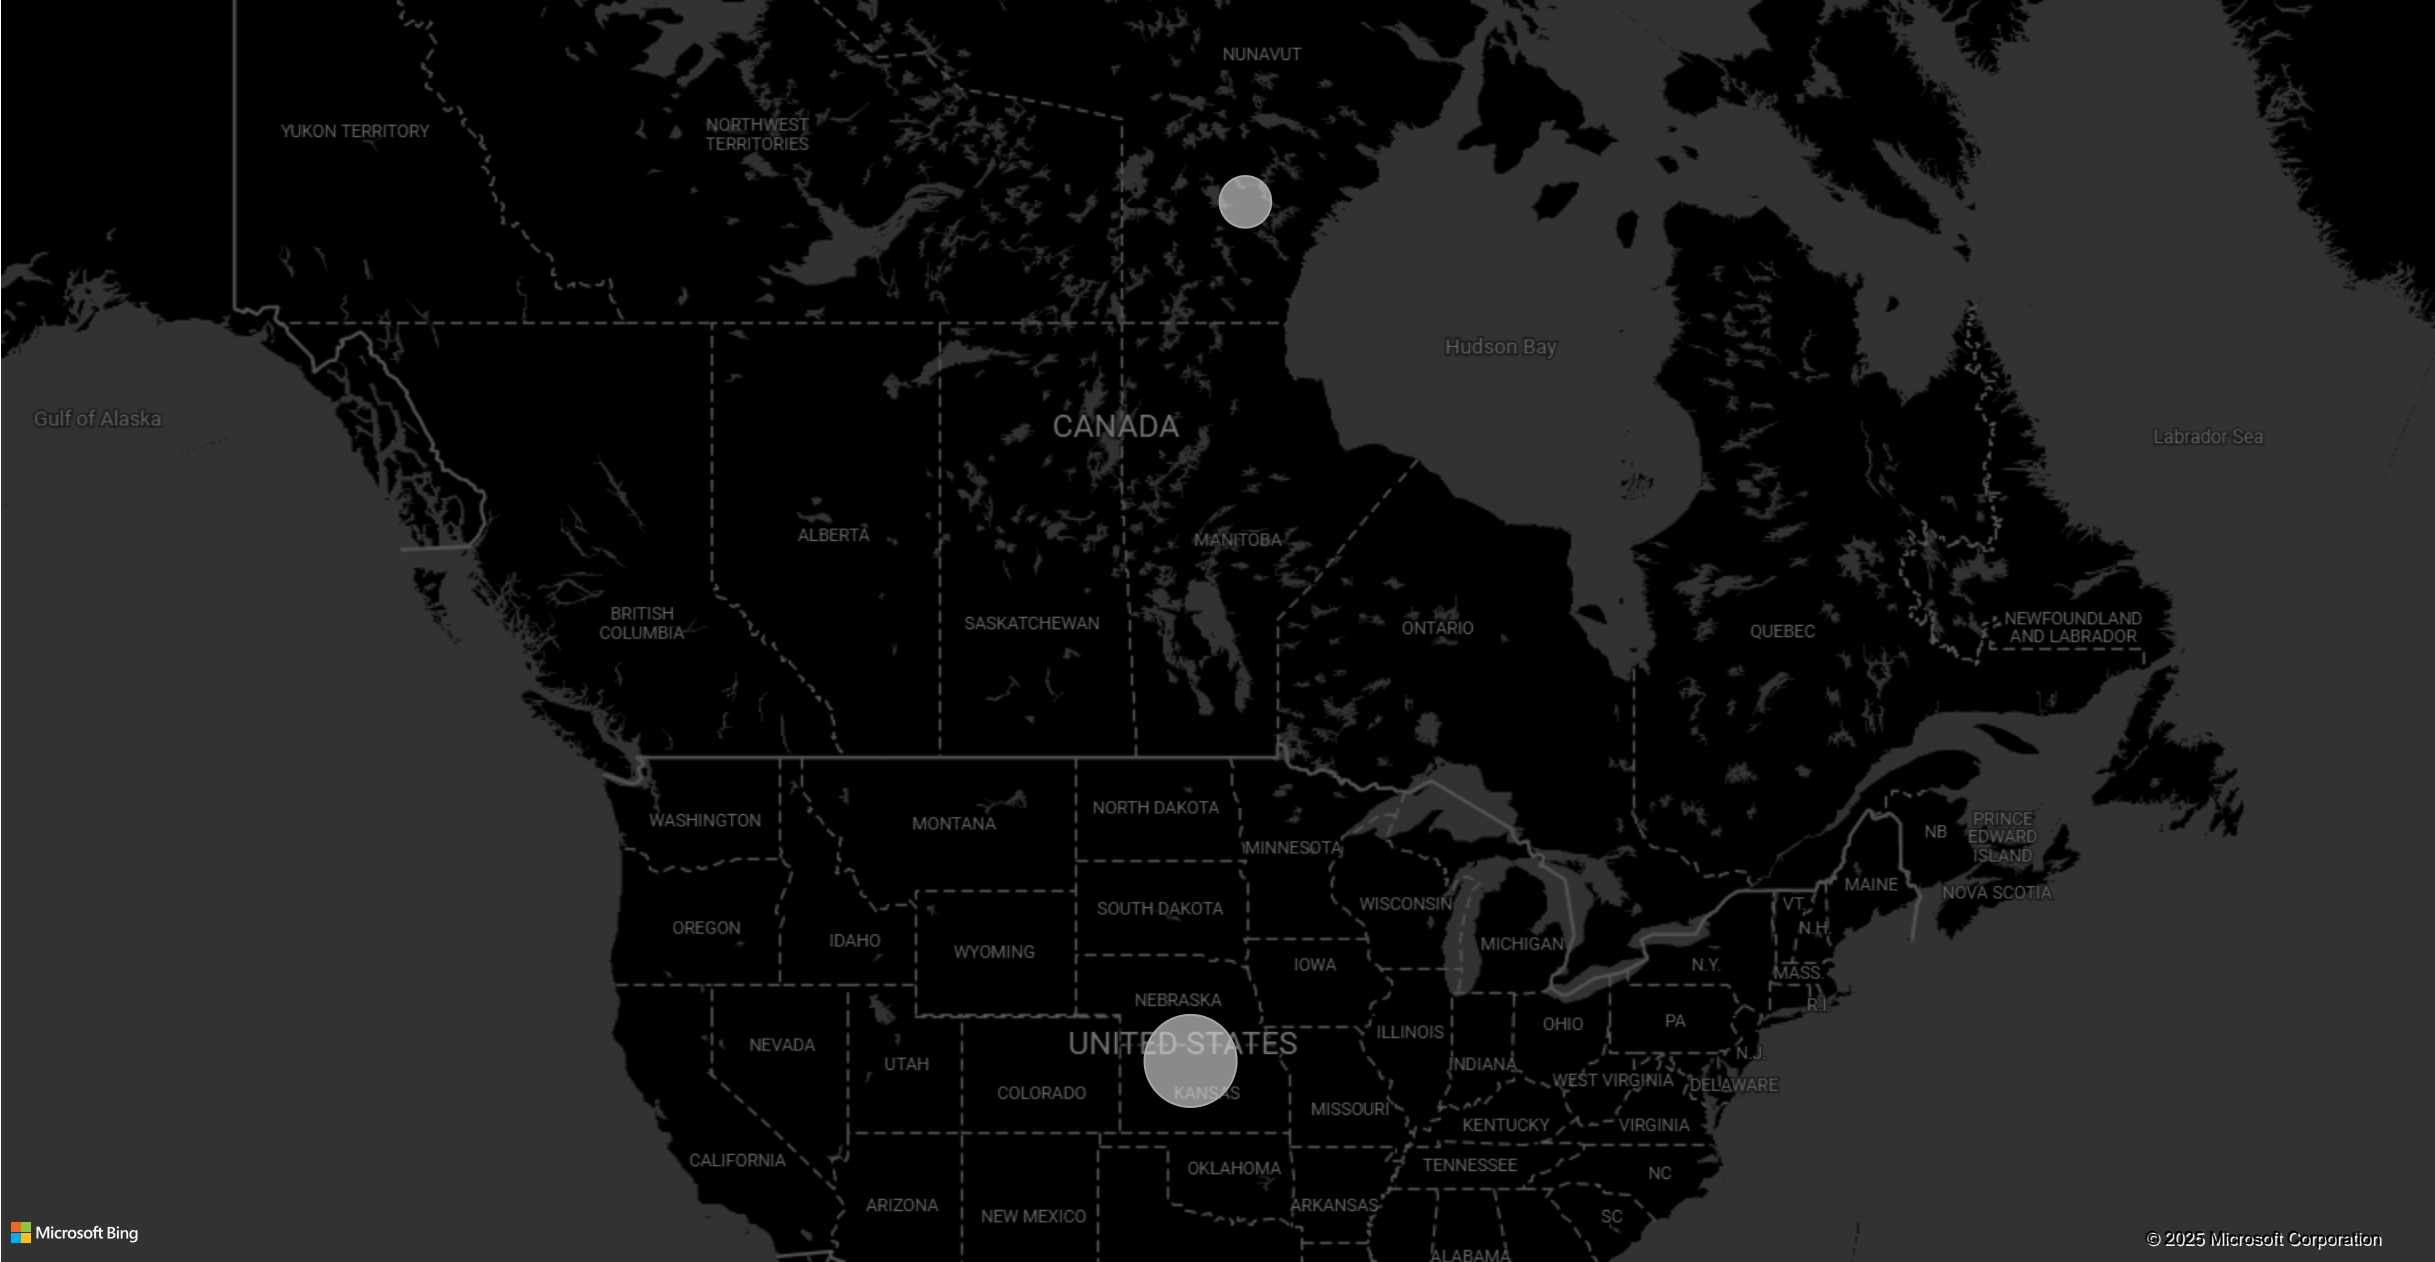 NUNAVUT
YUKON TERRITORY
NORTHWEST
TERRITORIES
Hudson Bay
Gulf of Alaska
CANADA
Labrador Sea
ALBERTA
MANITOBA
BRITISH
COLUMBIA
SASKATCHEWAN
ONTARIO
QUEBEC
NEWFOUNDLAND
AND LABRADOR
WASHINGTON
MONTANA
NORTH DAKOTA
MINNESOTA
NB
PRINCE
EDWARD
ISLAND
MAINE
NOVA SCOTIA
OREGON
IDAHO
WYOMING
SOUTH DAKOTA
WISCONSIN
MICHIGAN
VT.
N.H.
IOWA
N.Y.
MASS.
R.I.
NEBRASKA
UNITED STATES
NEVADA
UTAH
COLORADO
KANSAS
ILLINOIS
INDIANA
OHIO
PA
N.J.
WEST VIRGINIA
DELAWARE
MISSOURI
KENTUCKY
VIRGINIA
CALIFORNIA
ARIZONA
NEW MEXICO
OKLAHOMA
ARKANSAS
TENNESSEE
NC
SC
ALABAMA
Microsoft Bing
© 2025 Microsoft Corporation